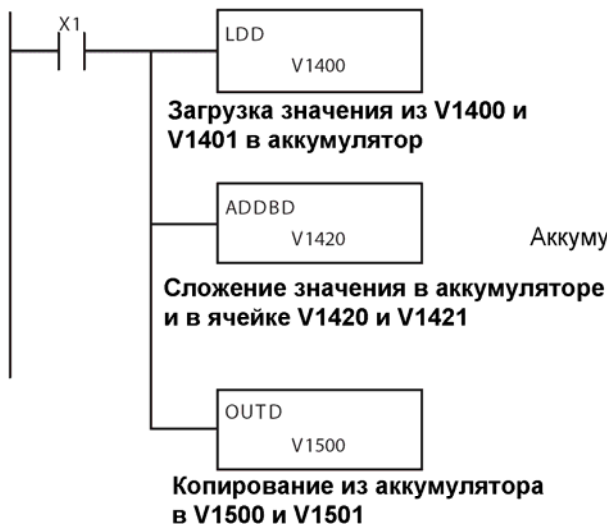 X1
LDD
V1400
Загрузка значения из V1400 и
V1401 в аккумулятор
ADDBD
V1420
Аккуму
Сложение значения в аккумуляторе
и в ячейке V1420 и V1421
OUTD
V1500
Копирование из аккумулятора
в V1500 и V1501